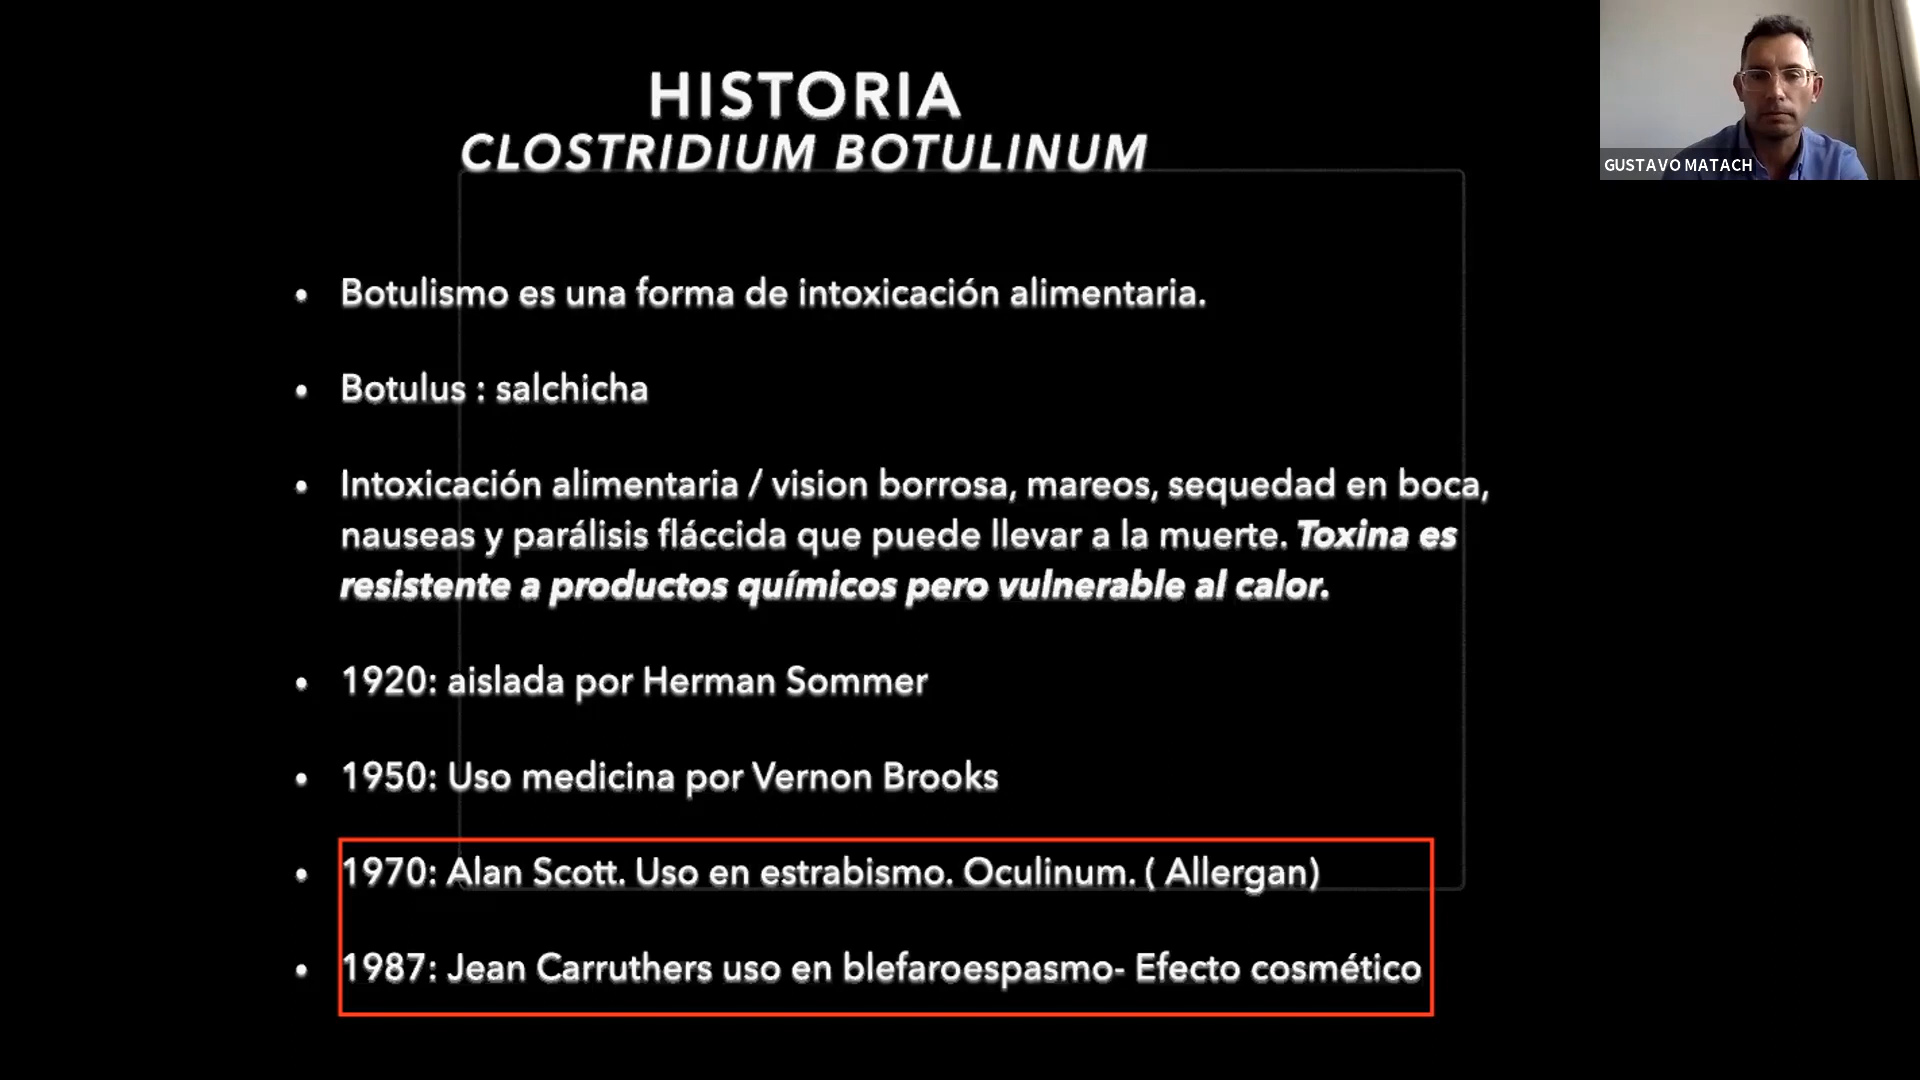 HISTORIA
CLOSTRIDIUM BOTULINUM
GUSTAVO MATACH
• Botulismo es una forma de intoxicación alimentaria.
• Botulus : salchicha
• Intoxicación alimentaria / vision borrosa, mareos, sequedad en boca,
nauseas y parálisis fláccida que puede llevar a la muerte. Toxina es
resistente a productos químicos pero vulnerable al calor.
• 1920: aislada por Herman Sommer
• 1950: Uso medicina por Vernon Brooks
• 1970: Alan Scott. Uso en estrabismo. Oculinum. ( Allergan)
• 1987: Jean Carruthers uso en blefaroespasmo- Efecto cosmético